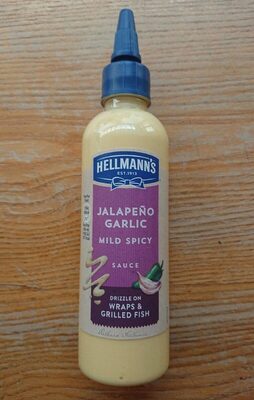 HELLMANN'S
EST. 1913
JALAPEÑO
GARLIC
MILD SPICY
SAUCE
DRIZZLE ON
WRAPS &
GRILLED FISH